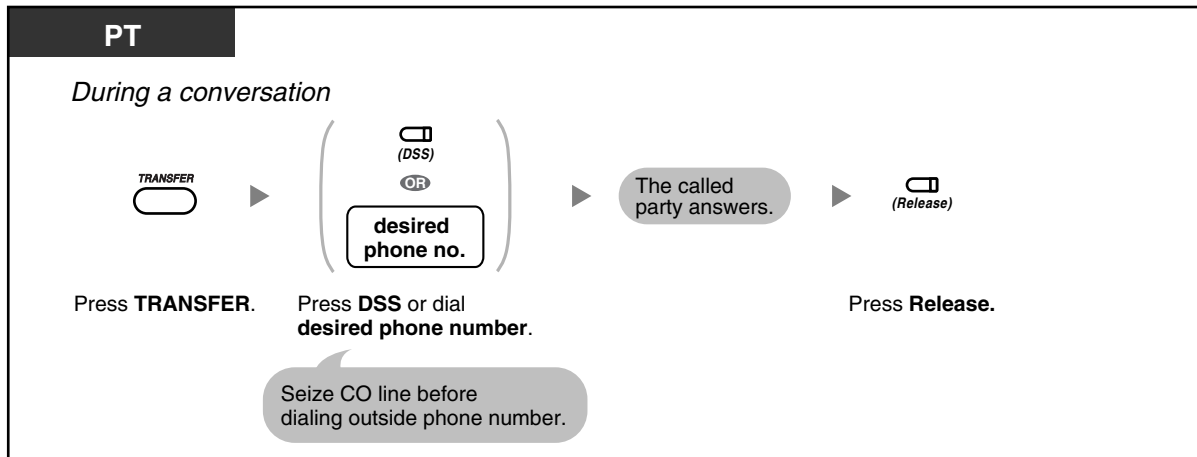 PT
During a conversation
TRANSFER
(DSS)
OR
desired
phone no.
The called
party answers.
(Release)
Press TRANSFER.
Press DSS or dial
desired phone number.
Press Release.
Seize CO line before
dialing outside phone number.